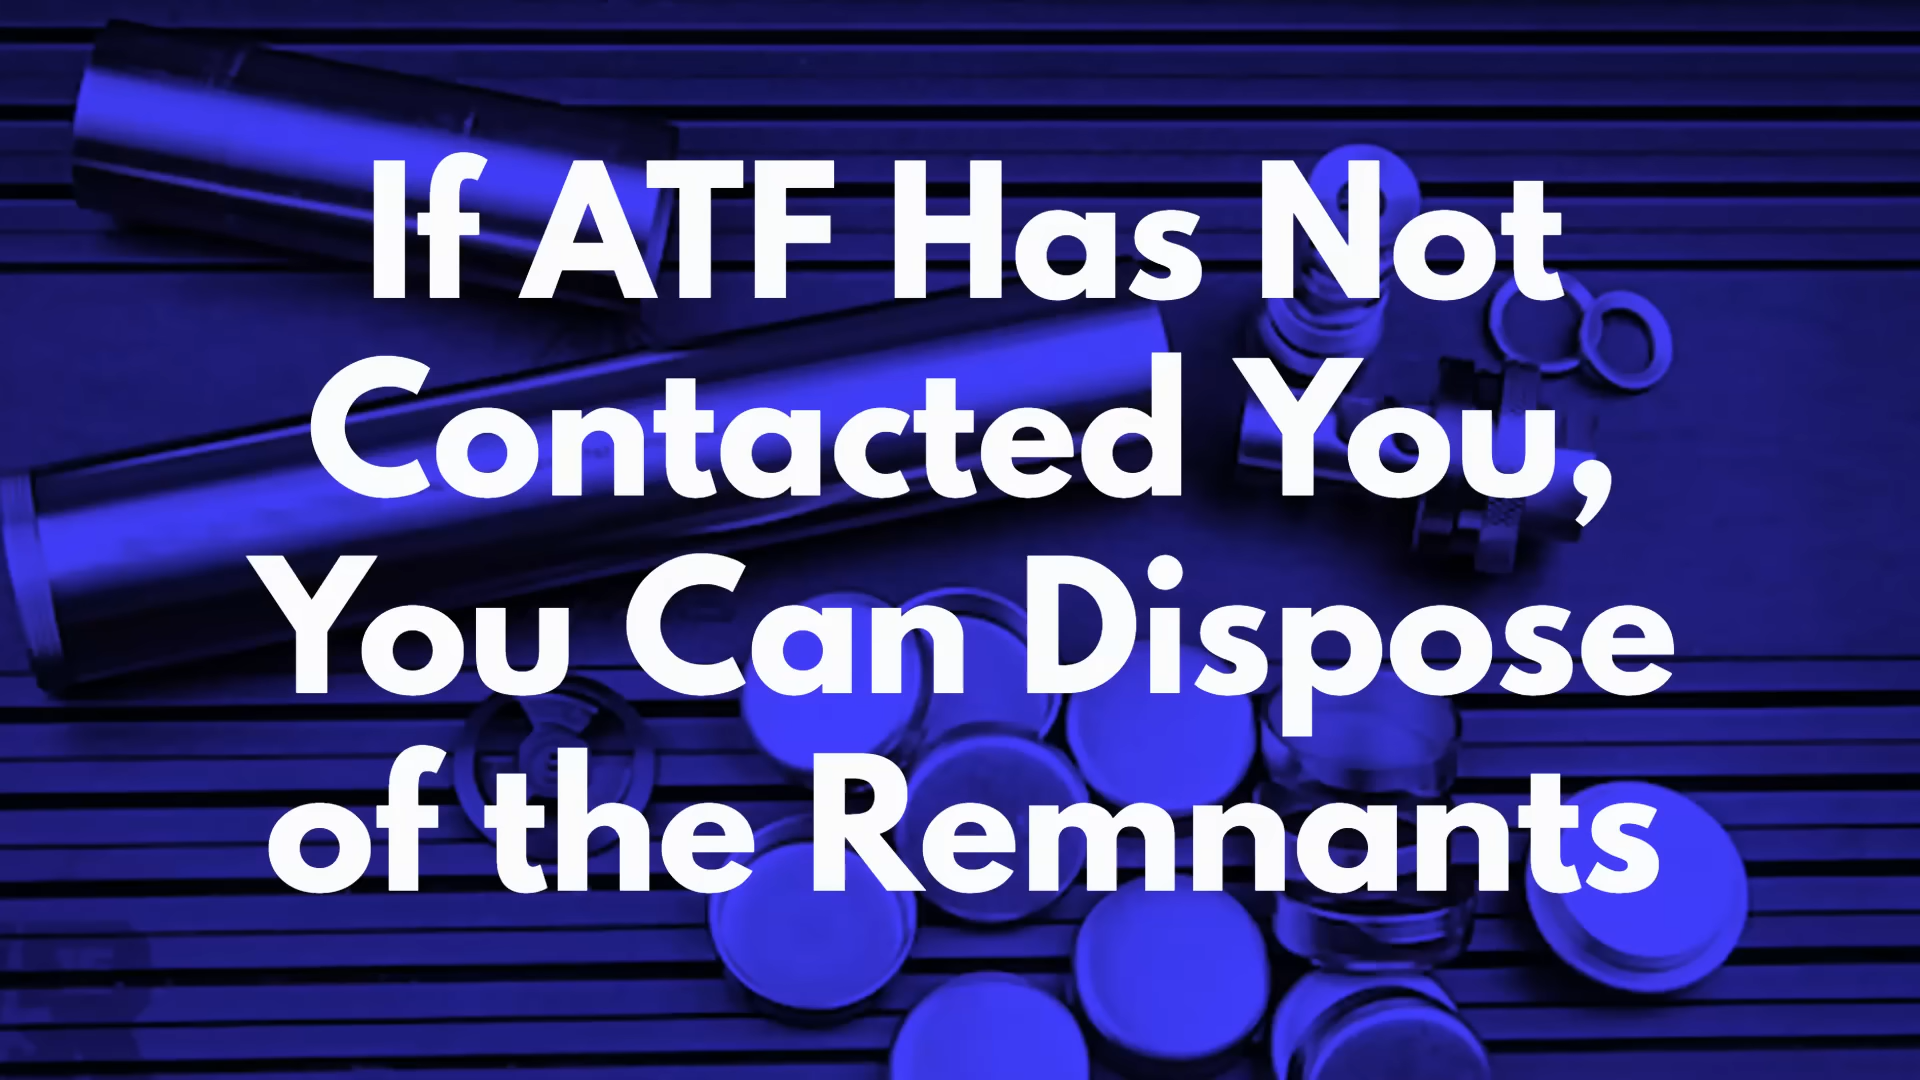 If ATF Has Not
Contacted You,
You Can Dispose
of the Remnants